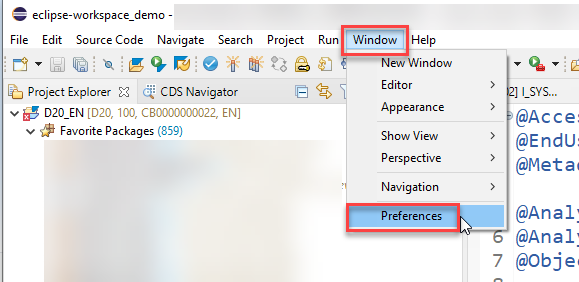 eclipse-workspace_demo -
File Edit Source Code Navigate Search Project Run Window Help
New Window
Editor
Appearance
Show View
Perspective
Navigation
Preferences
Project Explorer CDS Navigator
D20_EN [D20, 100, CB0000000022, EN]
Favorite Packages (859)
02] I_SYS...
@Acces
@EndUs
@Metad
@Analy
6 @Analy
7 @Objec
8